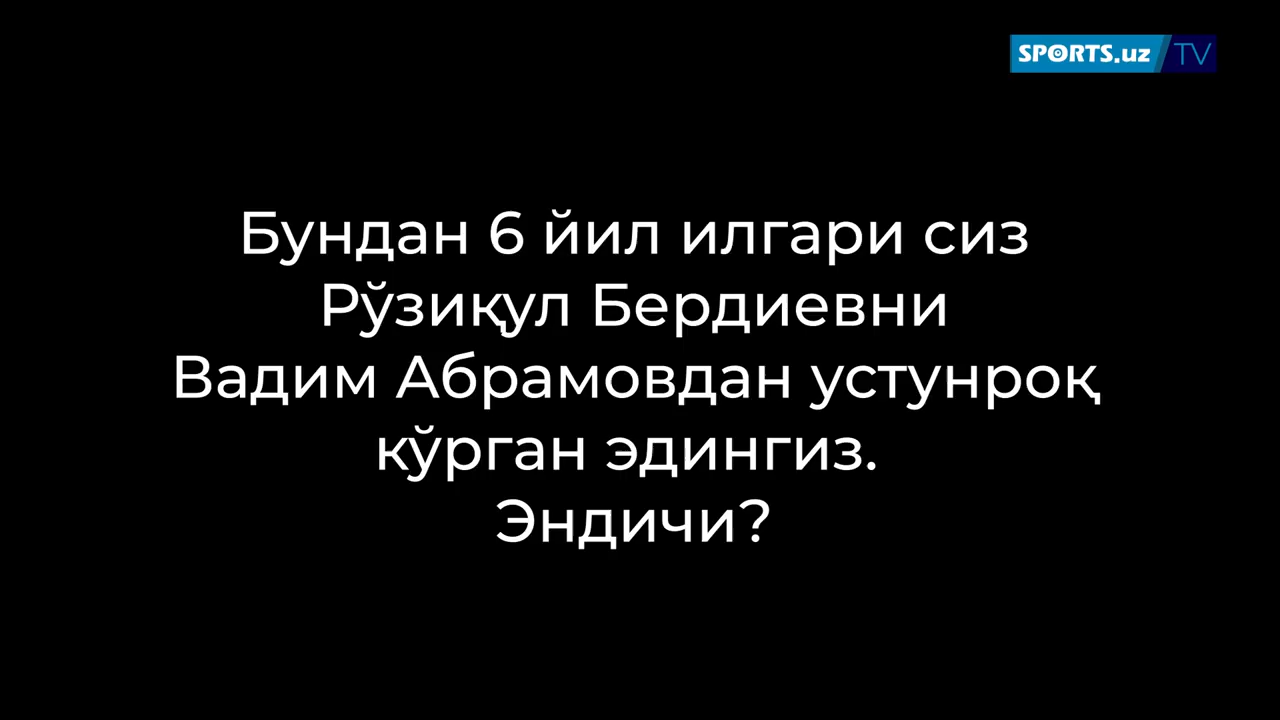 SPORTS.uz TV
Бундан 6 йил илгари сиз
Рўзиқул Бердиевни
Вадим Абрамовдан устунроқ
кўрган эдингиз.
Эндичи?